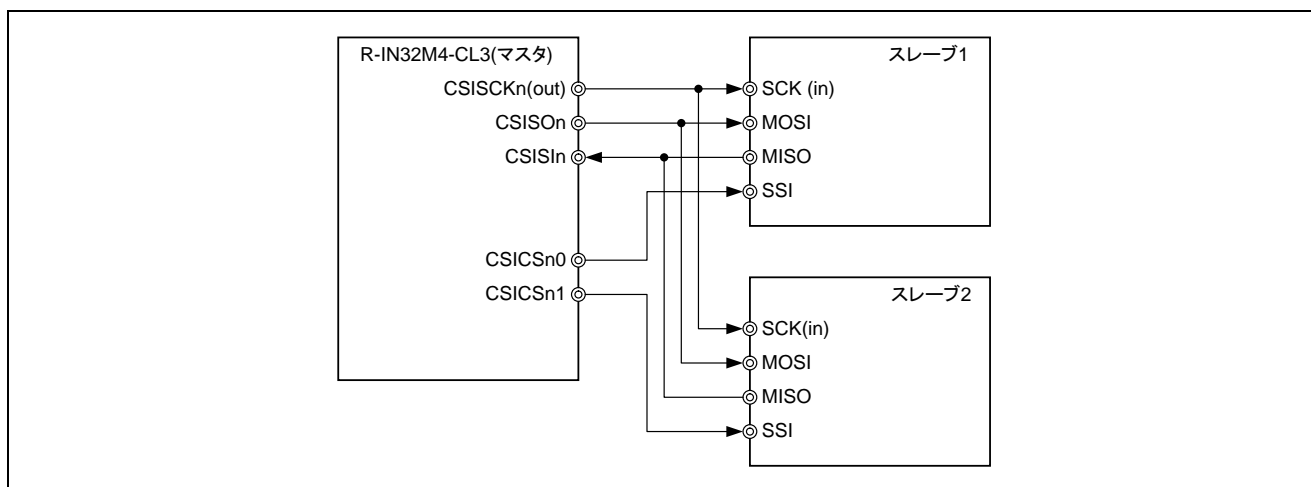 R-IN32M4-CL3(マスタ)
CSISCKn(out)
CSISOn
CSISIn
CSICSn0
CSICSn1
スレーブ1
SCK (in)
MOSI
MISO
SSI
スレーブ2
SCK(in)
MOSI
MISO
SSI